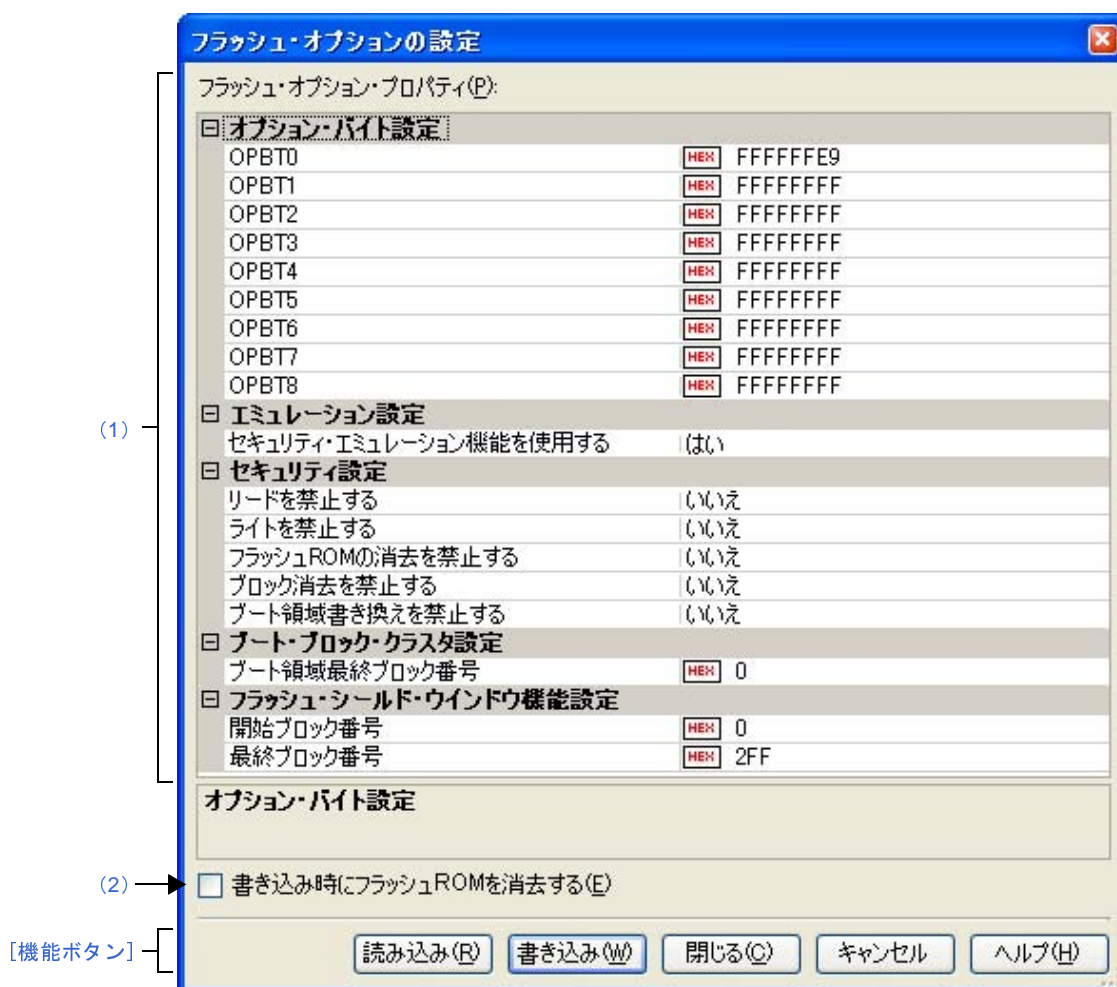 フラッシュ・オプションの設定
フラッシュ・オプション・プロパティ(P):
オプション・バイト設定
OPBT0 HEX FFFFFFE9
OPBT1 HEX FFFFFFFF
OPBT2 HEX FFFFFFFF
OPBT3 HEX FFFFFFFF
OPBT4 HEX FFFFFFFF
OPBT5 HEX FFFFFFFF
OPBT6 HEX FFFFFFFF
OPBT7 HEX FFFFFFFF
OPBT8 HEX FFFFFFFF
(1)
エミュレーション設定
セキュリティ・エミュレーション機能を使用する はい
セキュリティ設定
リードを禁止する いいえ
ライトを禁止する いいえ
フラッシュROMの消去を禁止する いいえ
ブロック消去を禁止する いいえ
ブート領域書き換えを禁止する いいえ
ブート・ブロック・クラスタ設定
ブート領域最終ブロック番号 HEX 0
フラッシュ・シールド・ウインドウ機能設定
開始ブロック番号 HEX 0
最終ブロック番号 HEX 2FF
オプション・バイト設定
(2) 書き込み時にフラッシュROMを消去する(E)
[機能ボタン] 読み込み(R) 書き込み(W) 閉じる(C) キャンセル ヘルプ(H)